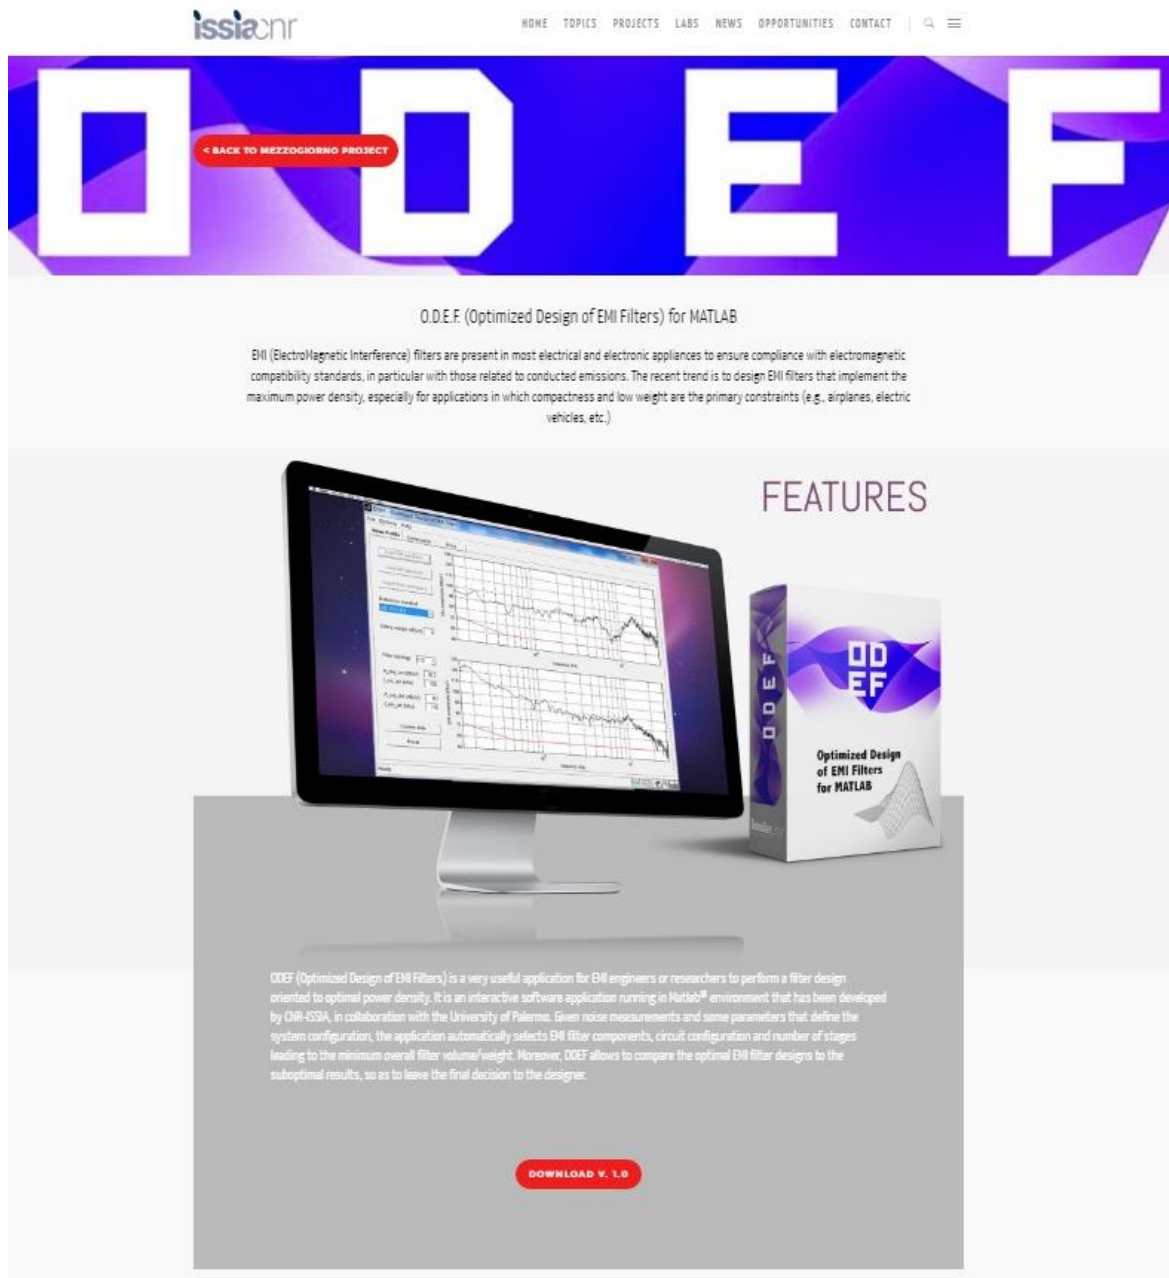 issiacnr
HOME TOPICS PROJECTS LABS NEWS OPPORTUNITIES CONTACT
O D E F
< BACK TO MEZZOGIORNO PROJECT
O.D.E.F. (Optimized Design of EMI Filters) for MATLAB
EMI (ElectroMagnetic Interference) filters are present in most electrical and electronic appliances to ensure compliance with electromagnetic
compatibility standards, in particular with those related to conducted emissions. The recent trend is to design EMI filters that implement the
maximum power density, especially for applications in which compactness and low weight are the primary constraints (e.g., airplanes, electric
vehicles, etc.)
FEATURES
ODEF
OD
EF
Optimized Design
of EMI Filters
for MATLAB
issiacnr
ODEF (Optimized Design of EMI Filters) is a very useful application for EMI engineers or researchers to perform a filter design
oriented to optimal power density. It is an interactive software application running in Matlab® environment that has been developed
by CNR-ISSIA, in collaboration with the University of Palermo. Given noise measurements and some parameters that define the
system configuration, the application automatically selects EMI filter components, circuit configuration and number of stages
leading to the minimum overall filter volume/weight. Moreover, ODEF allows to compare the optimal EMI filter designs to the
suboptimal results, so as to leave the final decision to the designer.
DOWNLOAD V. 1.0